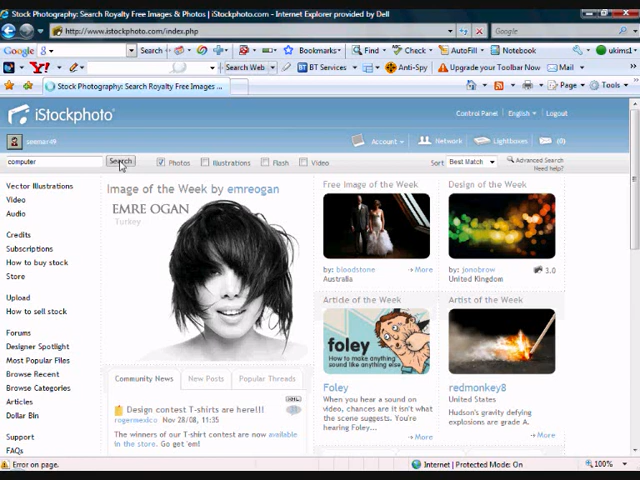 Stock Photography: Search Royalty Free Images & Photos | iStockphoto.com - Internet Explorer provided by Dell
http://www.istockphoto.com/index.php
Google
Search
Bookmarks
Find
Check
AutoFill
Notebook
ukims1
Y!
Search Web
BT Services
Anti-Spy
Upgrade your Toolbar Now
Mail
Stock Photography: Search Royalty Free Images ...
Page
Tools
iStockphoto
Control Panel
English
Logout
Account
Network
Lightboxes
(0)
computer
Search
Photos
Illustrations
Flash
Video
Sort
Best Match
Advanced Search
Need help?
Vector Illustrations
Video
Audio
Credits
Subscriptions
How to buy stock
Store
Upload
How to sell stock
Forums
Designer Spotlight
Most Popular Files
Browse Recent
Browse Categories
Articles
Dollar Bin
Support
FAQs
Image of the Week by emreogan
EMRE OGAN
Turkey
Community News
New Posts
Popular Threads
Design contest T-shirts are here!!!
rogermexico Nov 28/08, 11:35
The winners of our T-shirt contest are now available
in the store. Go get 'em!
Free Image of the Week
by: bloodstone
Australia
More
Design of the Week
by: jonobrow
United Kingdom
3.0
Article of the Week
foley
How to make anything
sound like anything else
Foley
When you hear a sound on
video, chances are it isn't what
the scene suggests. You're
hearing Foley...
More
Artist of the Week
redmonkey8
United States
Hudson's gravity defying
explosions are grade A.
More
Error on page.
Internet | Protected Mode: On
100%